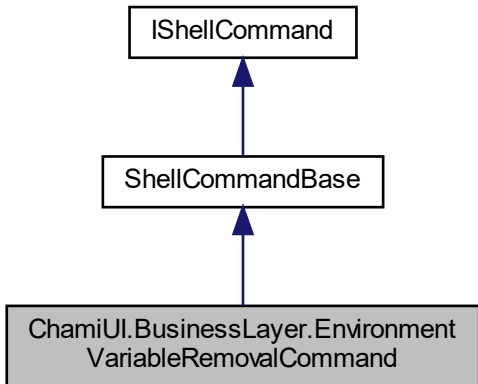 IShellCommand
ShellCommandBase
ChamiUI.BusinessLayer.Environment
VariableRemovalCommand